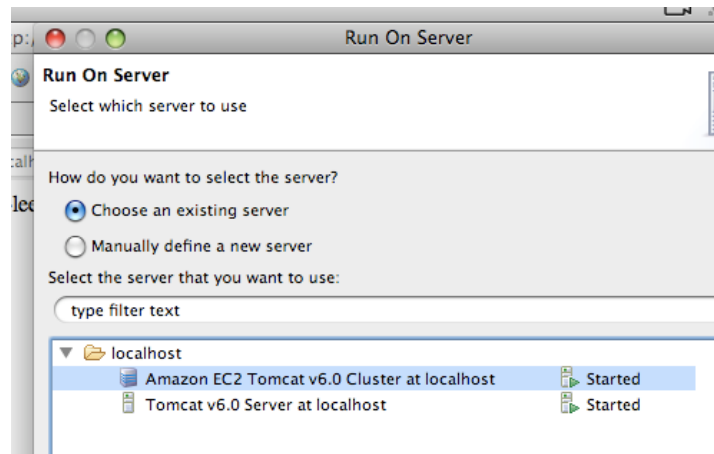 p:
Run On Server
Run On Server
Select which server to use
calh
How do you want to select the server?
lee
Choose an existing server
Manually define a new server
Select the server that you want to use:
type filter text
localhost
Amazon EC2 Tomcat v6.0 Cluster at localhost Started
Tomcat v6.0 Server at localhost Started